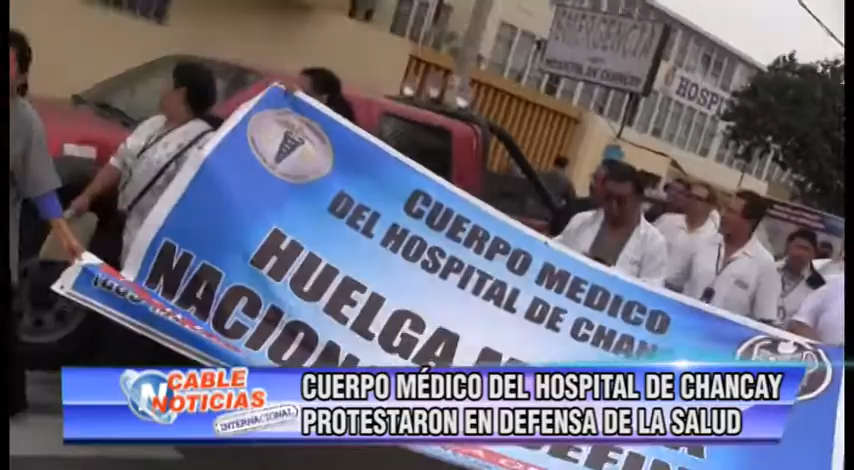 EMERGENCIA
HOSPITAL DE CHANCAY
HOSPI
CUERPO MEDICO
DEL HOSPITAL DE CHAN
HUELGA
NACIONA
CABLE
NOTICIAS
INTERNACIONAL
CUERPO MÉDICO DEL HOSPITAL DE CHANCAY
PROTESTARON EN DEFENSA DE LA SALUD